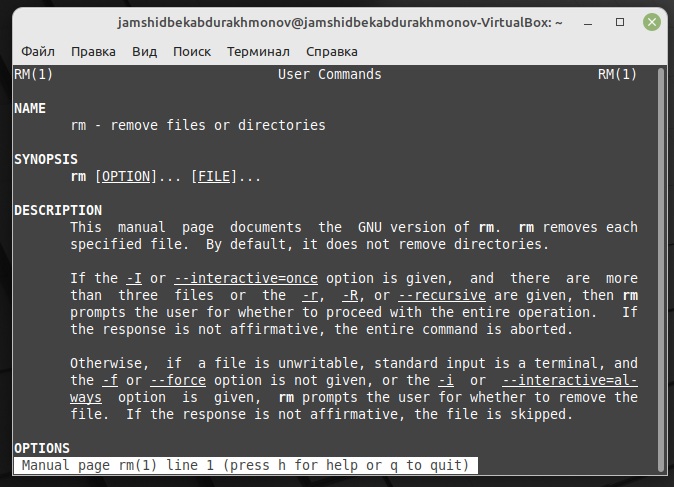 jamshidbekabdurakhmonov@jamshidbekabdurakhmonov-VirtualBox: ~
Файл Правка Вид Поиск Терминал Справка
RM(1) User Commands RM(1)
NAME
rm - remove files or directories
SYNOPSIS
rm [OPTION]... [FILE]...
DESCRIPTION
This manual page documents the GNU version of rm. rm removes each
specified file. By default, it does not remove directories.
If the -I or --interactive=once option is given, and there are more
than three files or the -r, -R, or --recursive are given, then rm
prompts the user for whether to proceed with the entire operation. If
the response is not affirmative, the entire command is aborted.
Otherwise, if a file is unwritable, standard input is a terminal, and
the -f or --force option is not given, or the -i or --interactive=al-
ways option is given, rm prompts the user for whether to remove the
file. If the response is not affirmative, the file is skipped.
OPTIONS
Manual page rm(1) line 1 (press h for help or q to quit)